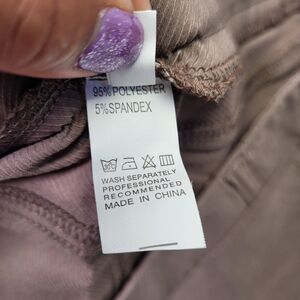 95% POLYESTER
5% SPANDEX
WASH SEPARATELY
PROFESSIONAL
RECOMMENDED
MADE IN CHINA